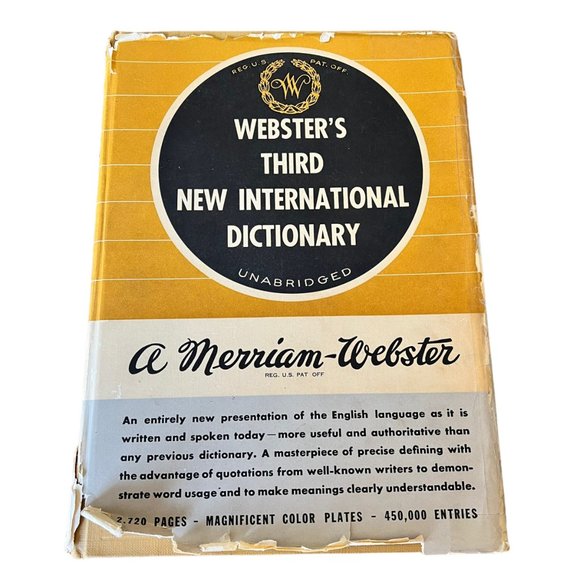 REG. U.S. PAT. OFF.
W
WEBSTER'S
THIRD
NEW INTERNATIONAL
DICTIONARY
UNABRIDGED
a Merriam-Webster
REG. U.S. PAT OFF
An entirely new presentation of the English language as it is
written and spoken today—more useful and authoritative than
any previous dictionary. A masterpiece of precise defining with
the advantage of quotations from well-known writers to demon-
strate word usage and to make meanings clearly understandable.
2,720 PAGES - MAGNIFICENT COLOR PLATES - 450,000 ENTRIES